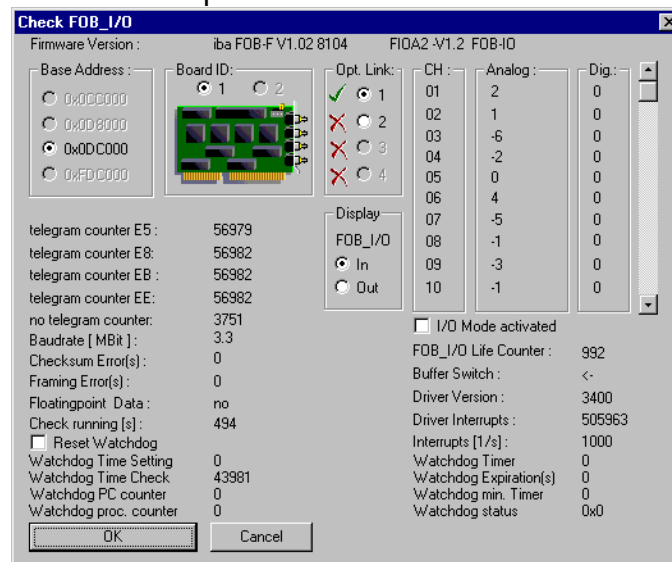 Check FOB_I/O
Firmware Version : iba FOB-F V1.02 8104 FIOA2 -V1.2 FOB-IO
Base Address : Board ID: Opt. Link: CH : Analog : Dig.:
0x0CC000
0x0D8000
0x0DC000
0xFDC000
1 2
1
2
3
4
01 2 0
02 1 0
03 -6 0
04 -2 0
05 0 0
06 4 0
07 -5 0
08 -1 0
09 -3 0
10 -1 0
Display
FOB_I/O
In
Out
telegram counter E5 : 56979
telegram counter E8: 56982
telegram counter EB : 56982
telegram counter EE: 56982
no telegram counter: 3751
Baudrate [ MBit ] : 3.3
Checksum Error(s) : 0
Framing Error(s) : 0
Floatingpoint Data : no
Check running [s] : 494
Reset Watchdog
Watchdog Time Setting 0
Watchdog Time Check 43981
Watchdog PC counter 0
Watchdog proc. counter 0
I/O Mode activated
FOB_I/O Life Counter : 992
Buffer Switch : <-
Driver Version : 3400
Driver Interrupts : 505963
Interrupts [1/s] : 1000
Watchdog Timer 0
Watchdog Expiration(s) 0
Watchdog min. Timer 0
Watchdog status 0x0
OK Cancel